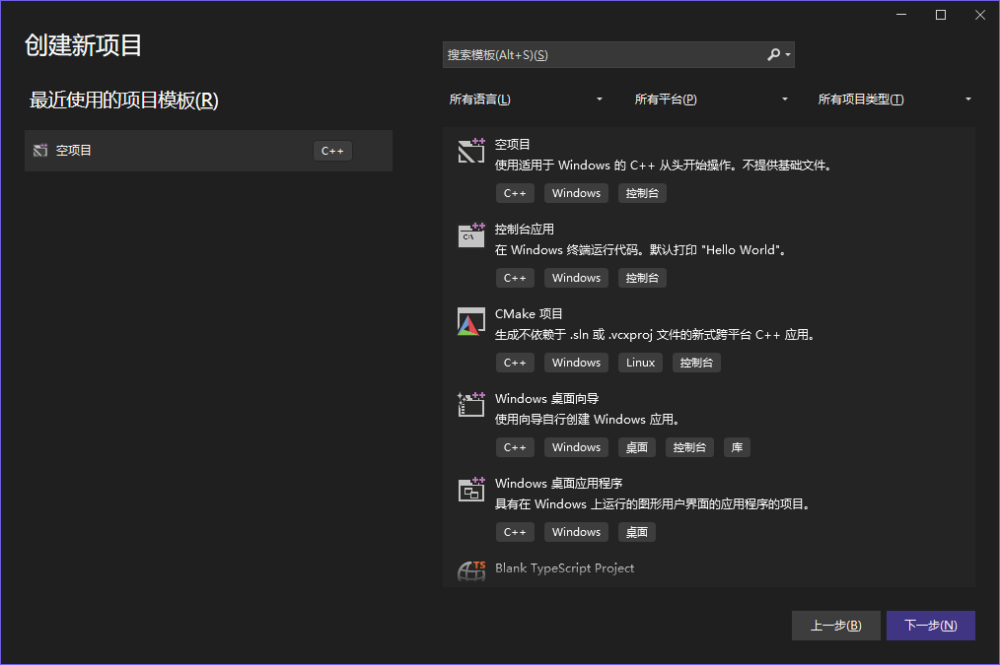 创建新项目
最近使用的项目模板(R)
空项目
C++
搜索模板(Alt+S)(S)
所有语言(L)
所有平台(P)
所有项目类型(T)
空项目
使用适用于 Windows 的 C++ 从头开始操作。不提供基础文件。
C++ Windows 控制台
C:\
控制台应用
在 Windows 终端运行代码。默认打印 "Hello World"。
C++ Windows 控制台
CMake 项目
生成不依赖于 .sln 或 .vcxproj 文件的新式跨平台 C++ 应用。
C++ Windows Linux 控制台
Windows 桌面向导
使用向导自行创建 Windows 应用。
C++ Windows 桌面 控制台 库
Windows 桌面应用程序
具有在 Windows 上运行的图形用户界面的应用程序的项目。
C++ Windows 桌面
TS
Blank TypeScript Project
上一步(B)
下一步(N)